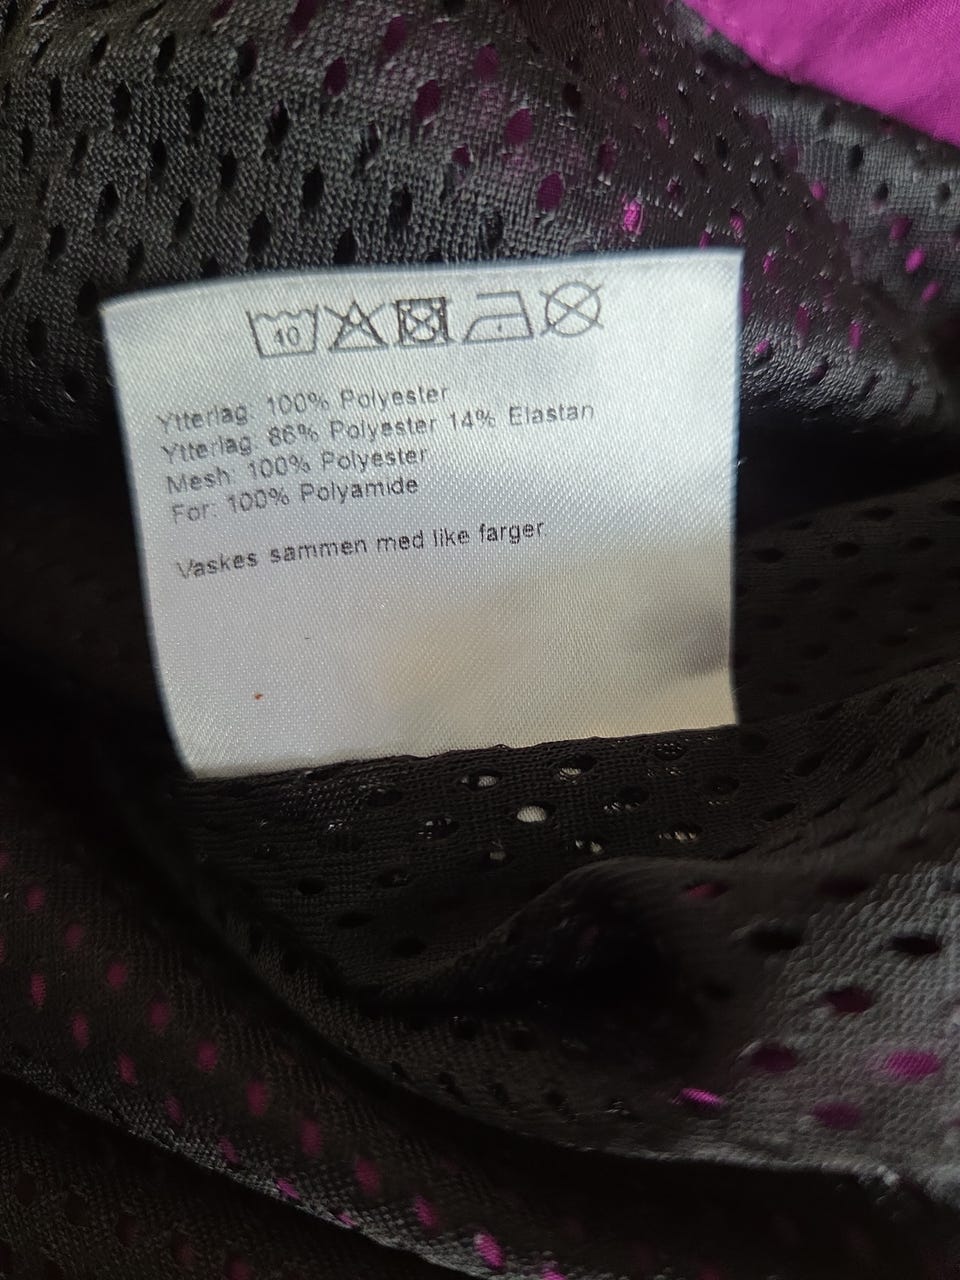 40
Ytterlag: 100% Polyester
Ytterlag: 86% Polyester 14% Elastan
Mesh: 100% Polyester
For: 100% Polyamide
Vaskes sammen med like farger.